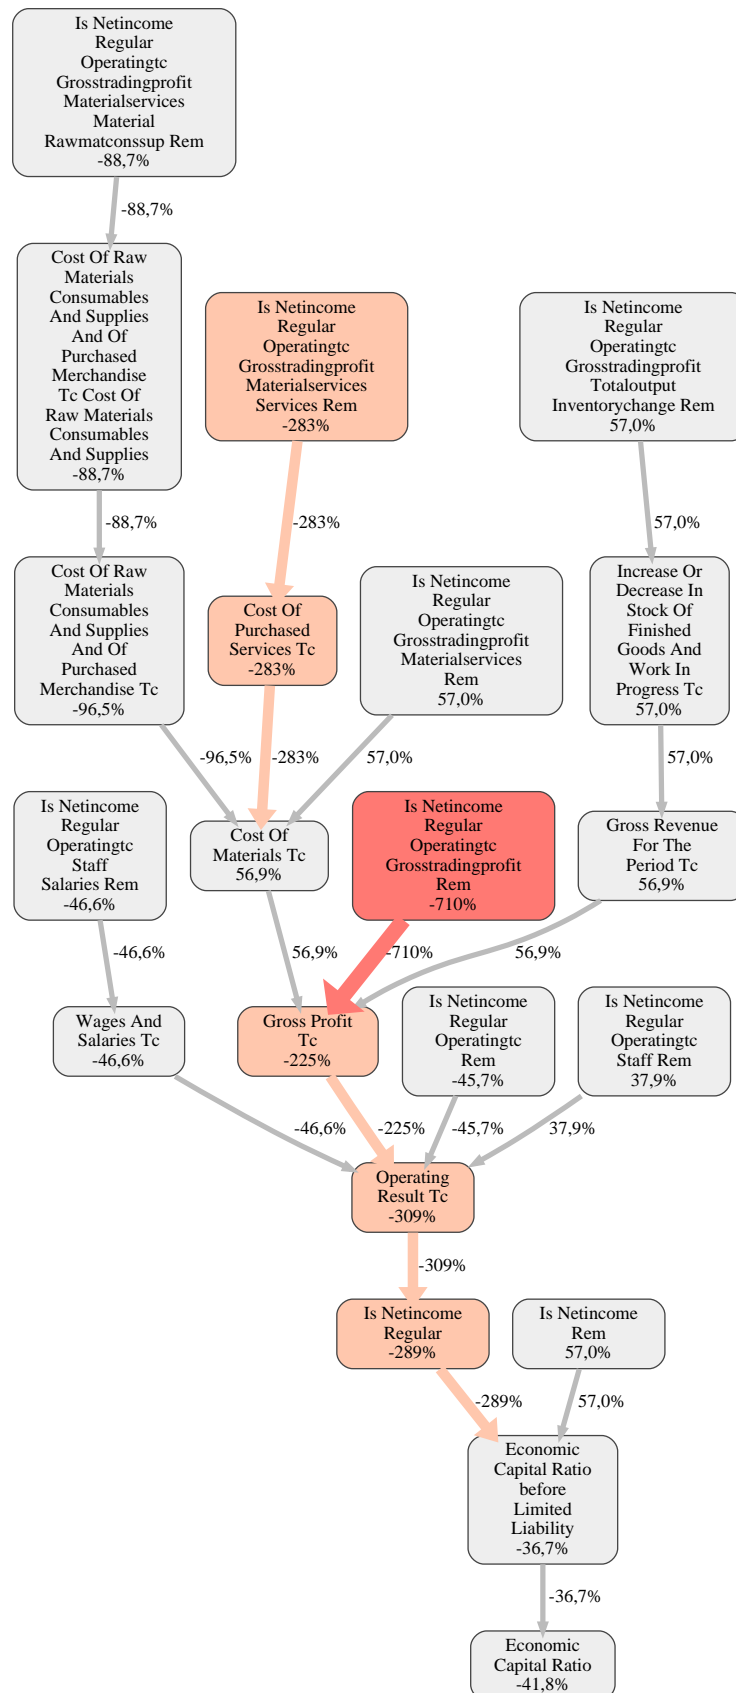 Is Netincome
Regular
Operatingtc
Grosstradingprofit
Materialservices
Material
Rawmatconssup Rem
-88,7%
-88,7%
Cost Of Raw
Materials
Consumables
And Supplies
And Of
Purchased
Merchandise
Tc Cost Of
Raw Materials
Consumables
And Supplies
-88,7%
Is Netincome
Regular
Operatingtc
Grosstradingprofit
Materialservices
Services Rem
-283%
Is Netincome
Regular
Operatingtc
Grosstradingprofit
Totaloutput
Inventorychange Rem
57,0%
-88,7%
-283%
57,0%
Cost Of Raw
Materials
Consumables
And Supplies
And Of
Purchased
Merchandise Tc
-96,5%
Cost Of
Purchased
Services Tc
-283%
Is Netincome
Regular
Operatingtc
Grosstradingprofit
Materialservices
Rem
57,0%
Increase Or
Decrease In
Stock Of
Finished
Goods And
Work In
Progress Tc
57,0%
-96,5%
-283%
57,0%
57,0%
Is Netincome
Regular
Operatingtc
Staff
Salaries Rem
-46,6%
Cost Of
Materials Tc
56,9%
Is Netincome
Regular
Operatingtc
Grosstradingprofit
Rem
-710%
Gross Revenue
For The
Period Tc
56,9%
-46,6%
56,9%
-710%
56,9%
Wages And
Salaries Tc
-46,6%
Gross Profit
Tc
-225%
Is Netincome
Regular
Operatingtc
Rem
-45,7%
Is Netincome
Regular
Operatingtc
Staff Rem
37,9%
-46,6%
-225%
-45,7%
37,9%
Operating
Result Tc
-309%
-309%
Is Netincome
Regular
-289%
Is Netincome
Rem
57,0%
-289%
57,0%
Economic
Capital Ratio
before
Limited
Liability
-36,7%
-36,7%
Economic
Capital Ratio
-41,8%